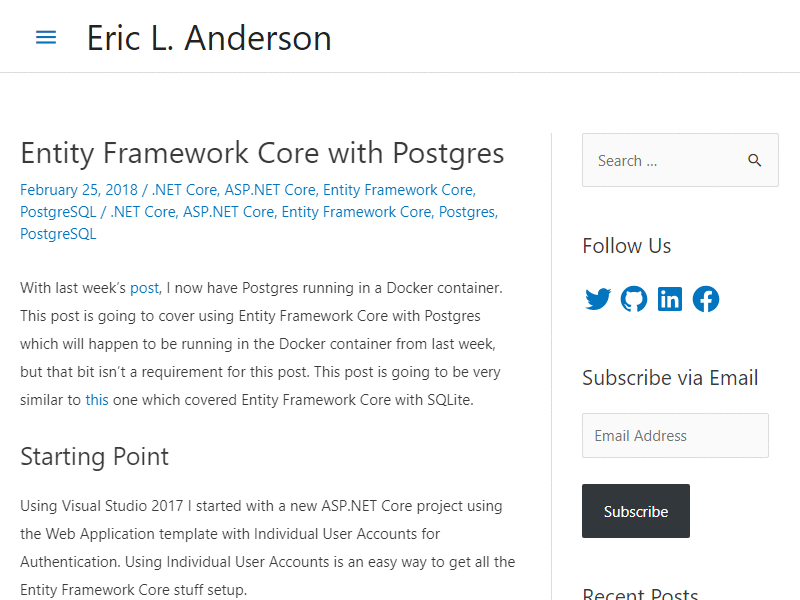 Eric L. Anderson
Entity Framework Core with Postgres
February 25, 2018 / .NET Core, ASP.NET Core, Entity Framework Core,
PostgreSQL / .NET Core, ASP.NET Core, Entity Framework Core, Postgres,
PostgreSQL
With last week’s post, I now have Postgres running in a Docker container.
This post is going to cover using Entity Framework Core with Postgres
which will happen to be running in the Docker container from last week,
but that bit isn’t a requirement for this post. This post is going to be very
similar to this one which covered Entity Framework Core with SQLite.
Starting Point
Using Visual Studio 2017 I started with a new ASP.NET Core project using
the Web Application template with Individual User Accounts for
Authentication. Using Individual User Accounts is an easy way to get all the
Entity Framework Core stuff setup.
Search ...
Follow Us
Subscribe via Email
Email Address
Subscribe
Recent Posts